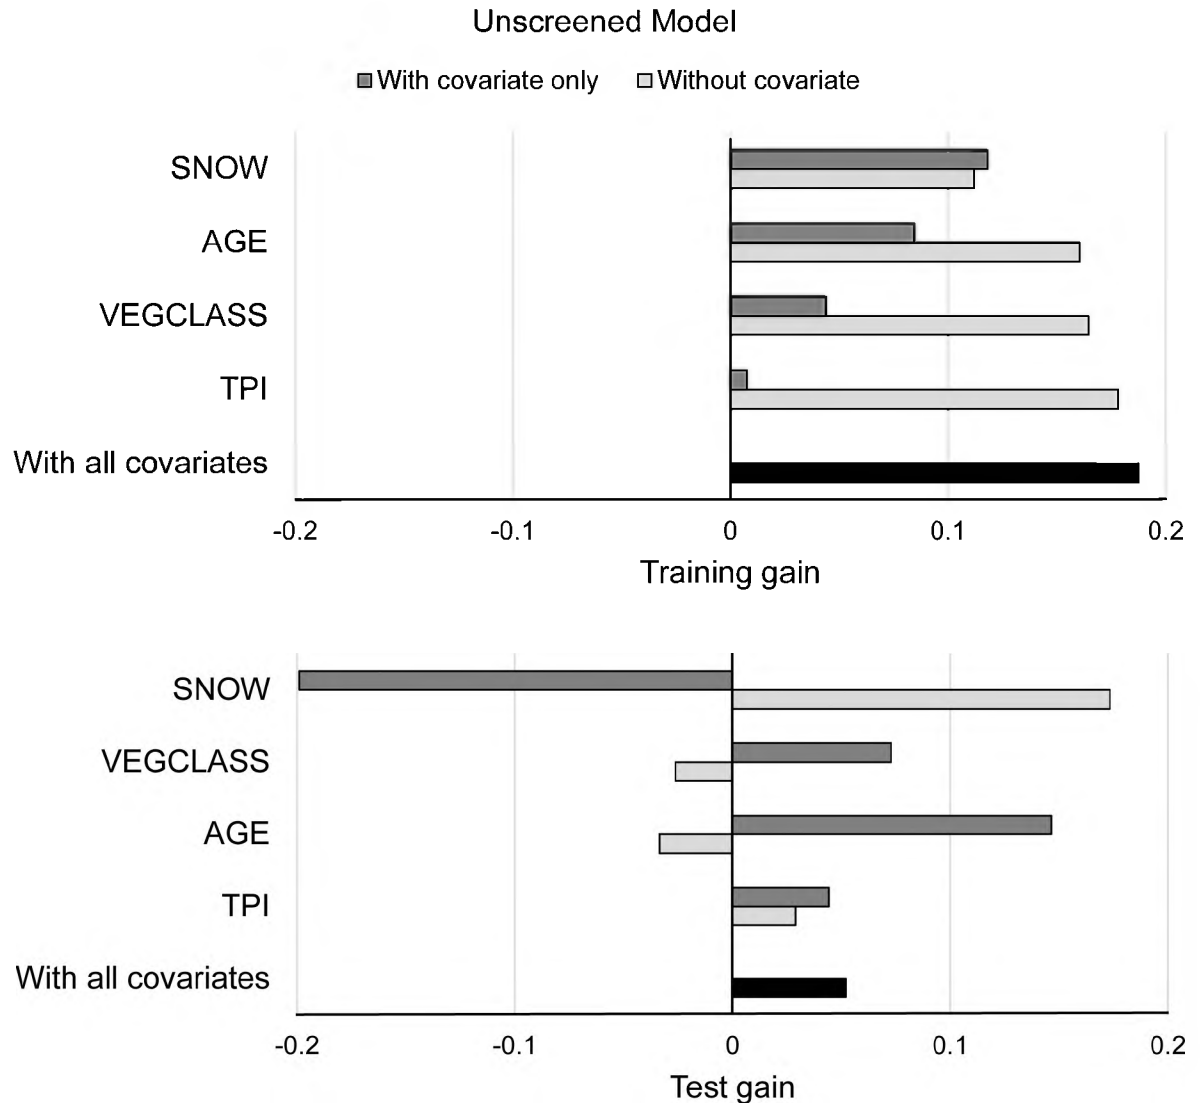 Unscreened Model
With covariate only Without covariate
SNOW
AGE
VEGCLASS
TPI
With all covariates
-0.2 -0.1 0 0.1 0.2
Training gain
SNOW
VEGCLASS
AGE
TPI
With all covariates
-0.2 -0.1 0 0.1 0.2
Test gain